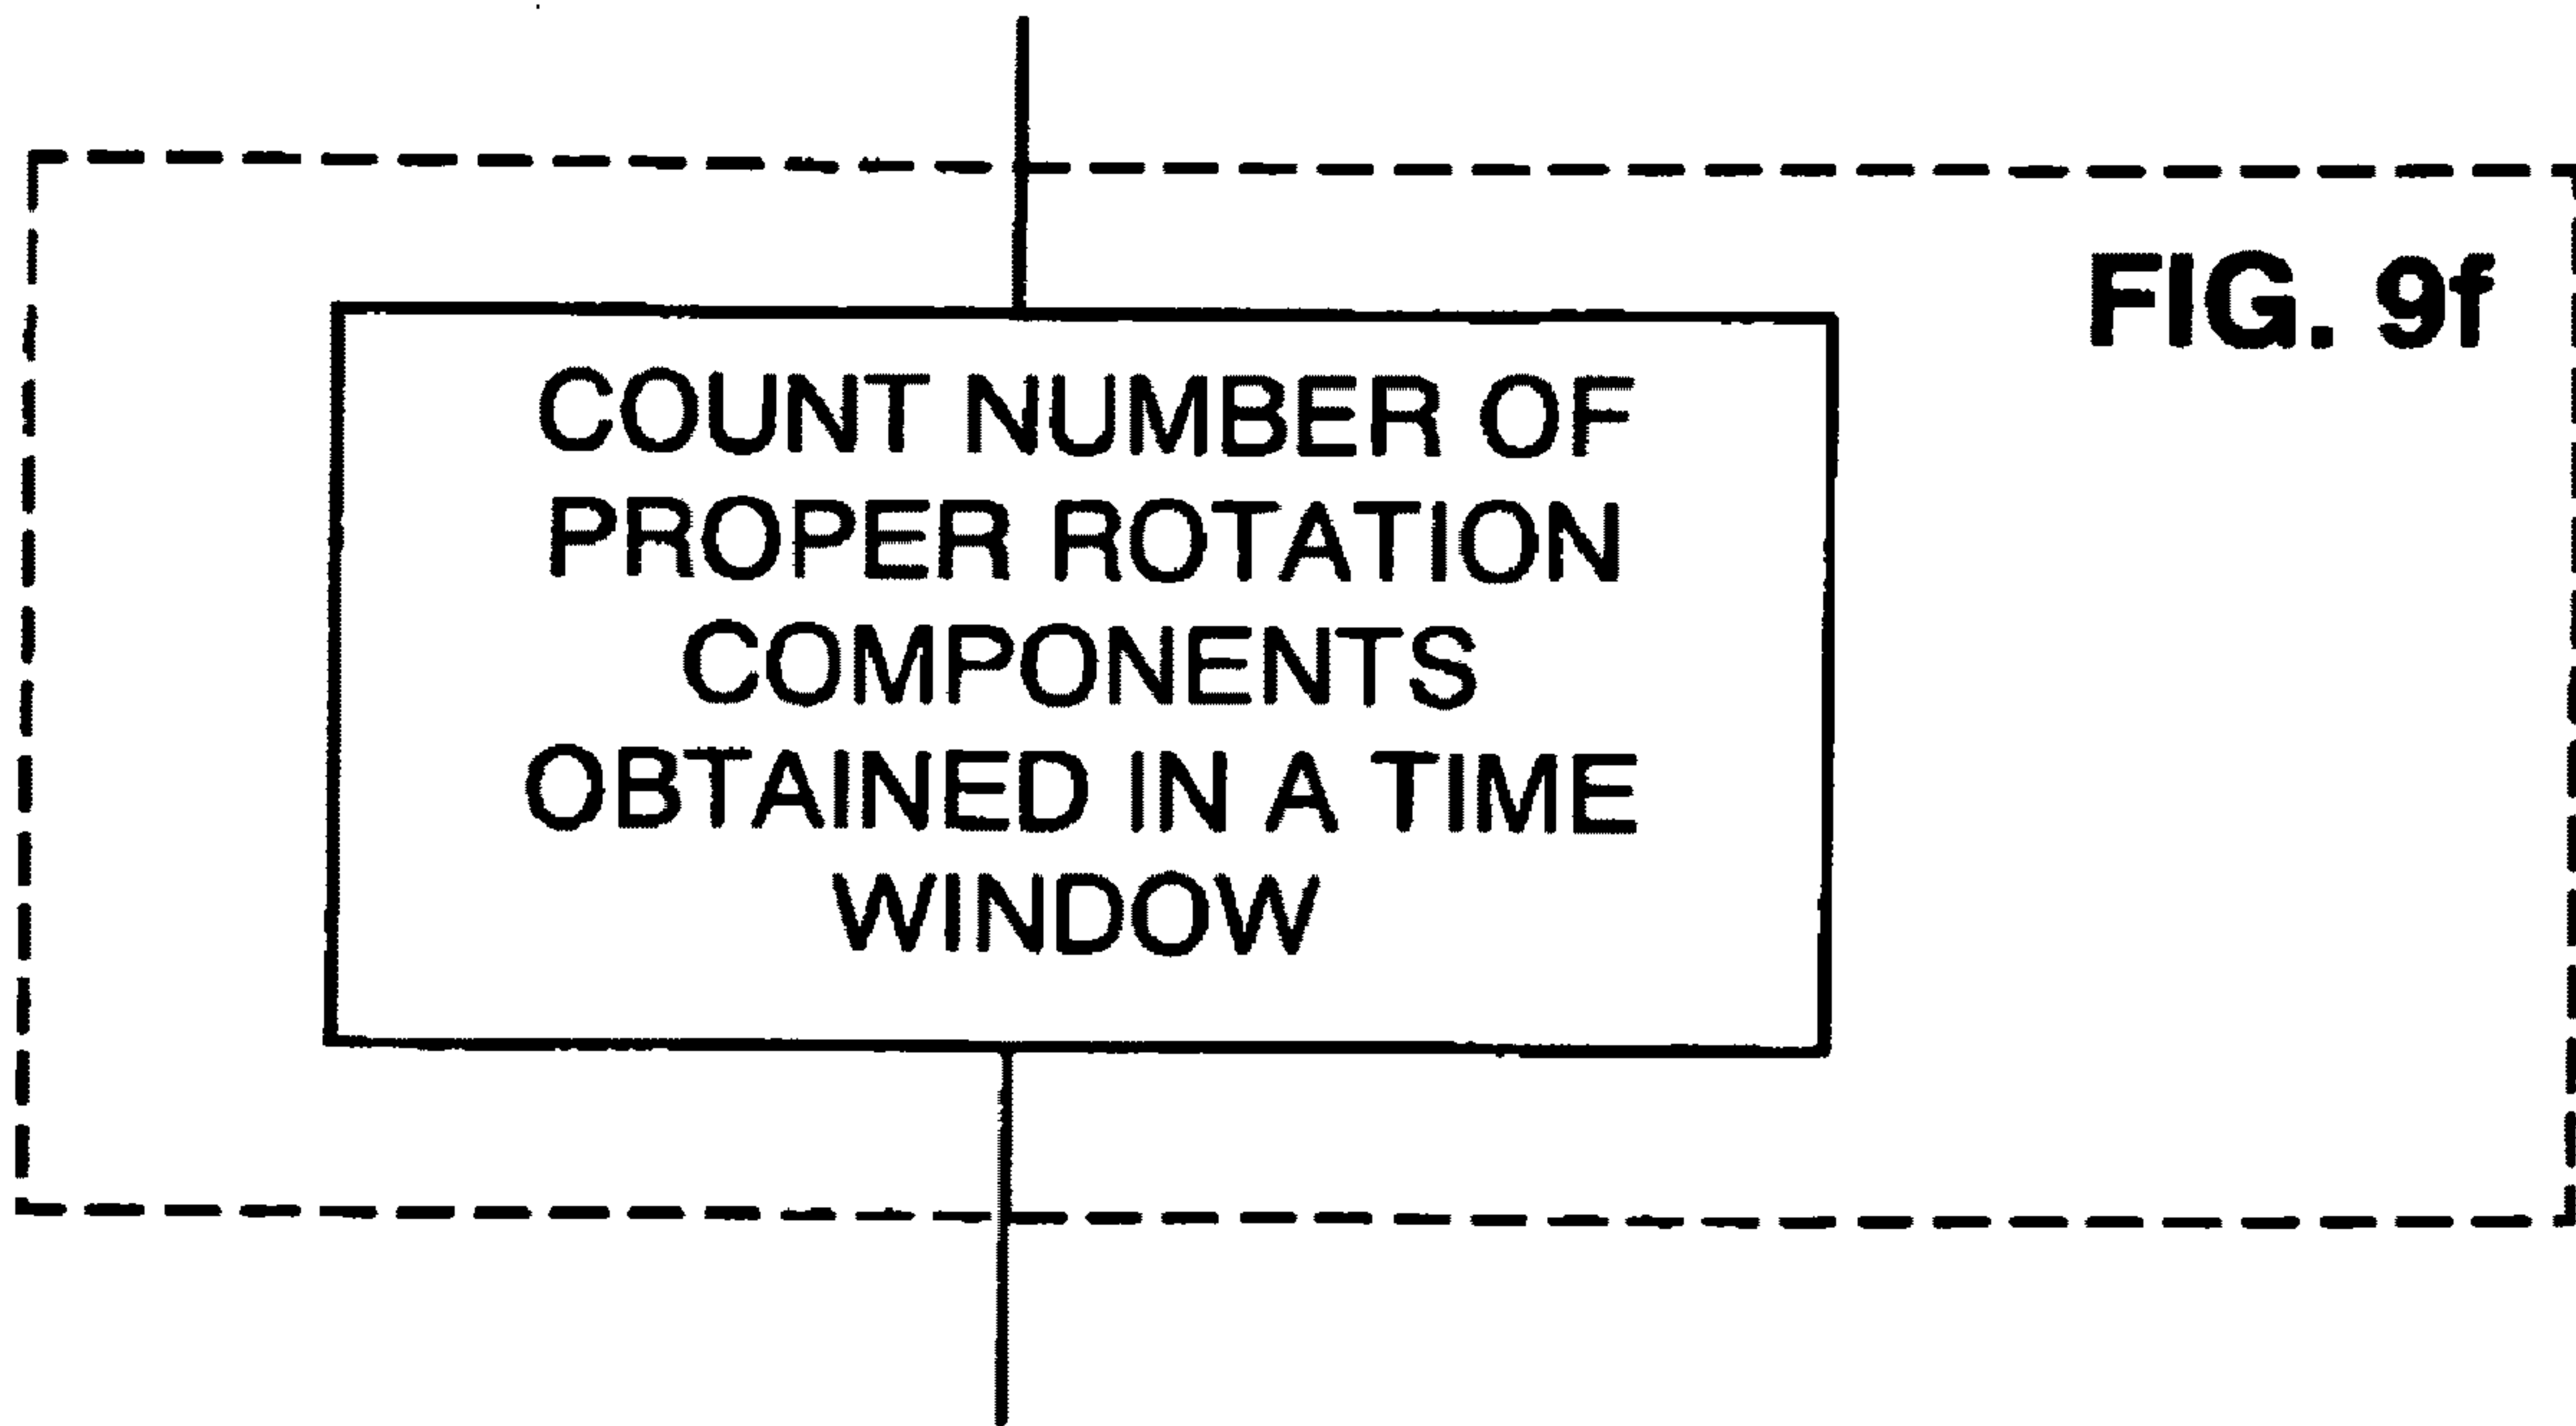 FIG. 9f
COUNT NUMBER OF
PROPER ROTATION
COMPONENTS
OBTAINED IN A TIME
WINDOW